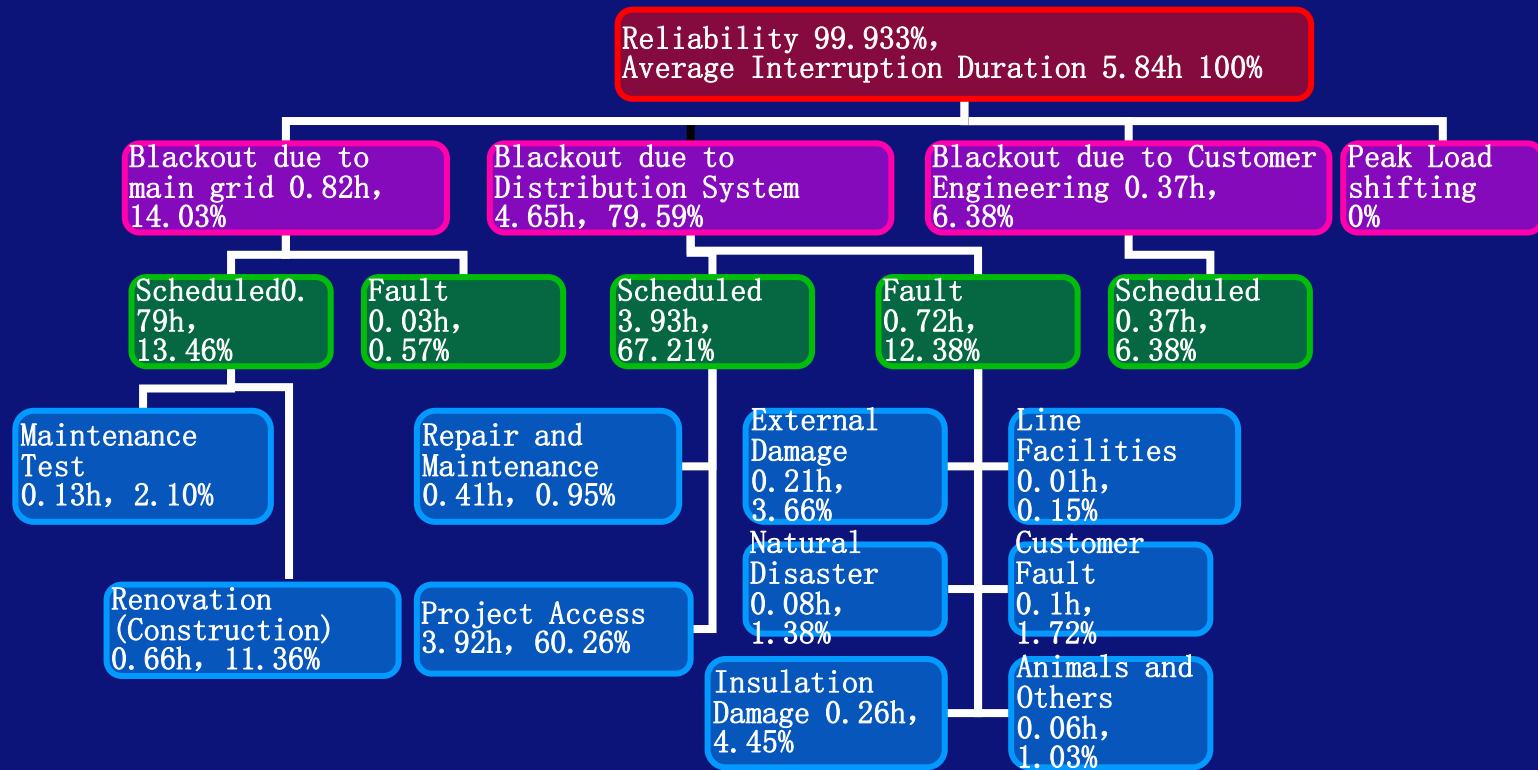 Reliability 99.933%,
Average Interruption Duration 5.84h 100%
Blackout due to
main grid 0.82h,
14.03%
Blackout due to
Distribution System
4.65h, 79.59%
Blackout due to Customer
Engineering 0.37h,
6.38%
Peak Load
shifting
0%
Scheduled0.
79h,
13.46%
Fault
0.03h,
0.57%
Scheduled
3.93h,
67.21%
Fault
0.72h,
12.38%
Scheduled
0.37h,
6.38%
Maintenance
Test
0.13h, 2.10%
Repair and
Maintenance
0.41h, 0.95%
External
Damage
0.21h,
3.66%
Line
Facilities
0.01h,
0.15%
Natural
Disaster
0.08h,
1.38%
Customer
Fault
0.1h,
1.72%
Renovation
(Construction)
0.66h, 11.36%
Project Access
3.92h, 60.26%
Insulation
Damage 0.26h,
4.45%
Animals and
Others
0.06h,
1.03%